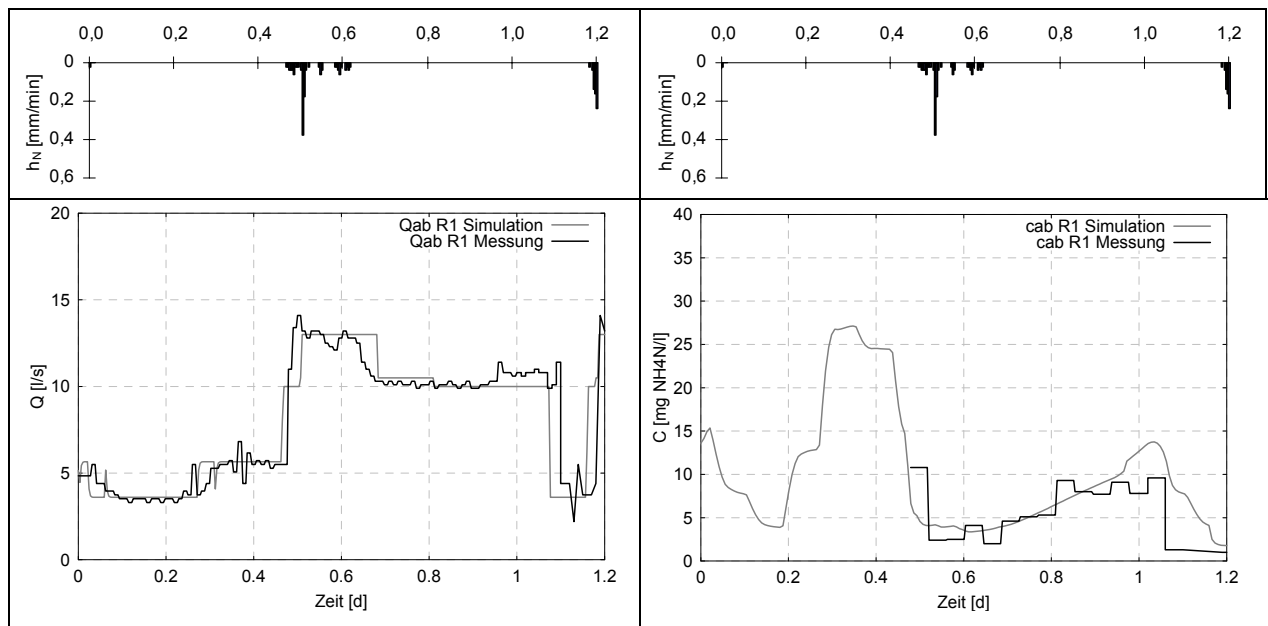 0,0 0,2 0,4 0,6 0,8 1,0 1,2
0
0,2
0,4
0,6
hN [mm/min]
0,0 0,2 0,4 0,6 0,8 1,0 1,2
0
0,2
0,4
0,6
hN [mm/min]
20
15
10
5
0
Q [l/s]
Qab R1 Simulation
Qab R1 Messung
0 0.2 0.4 0.6 0.8 1 1.2
Zeit [d]
40
35
30
25
20
15
10
5
0
C [mg NH4N/l]
cab R1 Simulation
cab R1 Messung
0 0.2 0.4 0.6 0.8 1 1.2
Zeit [d]